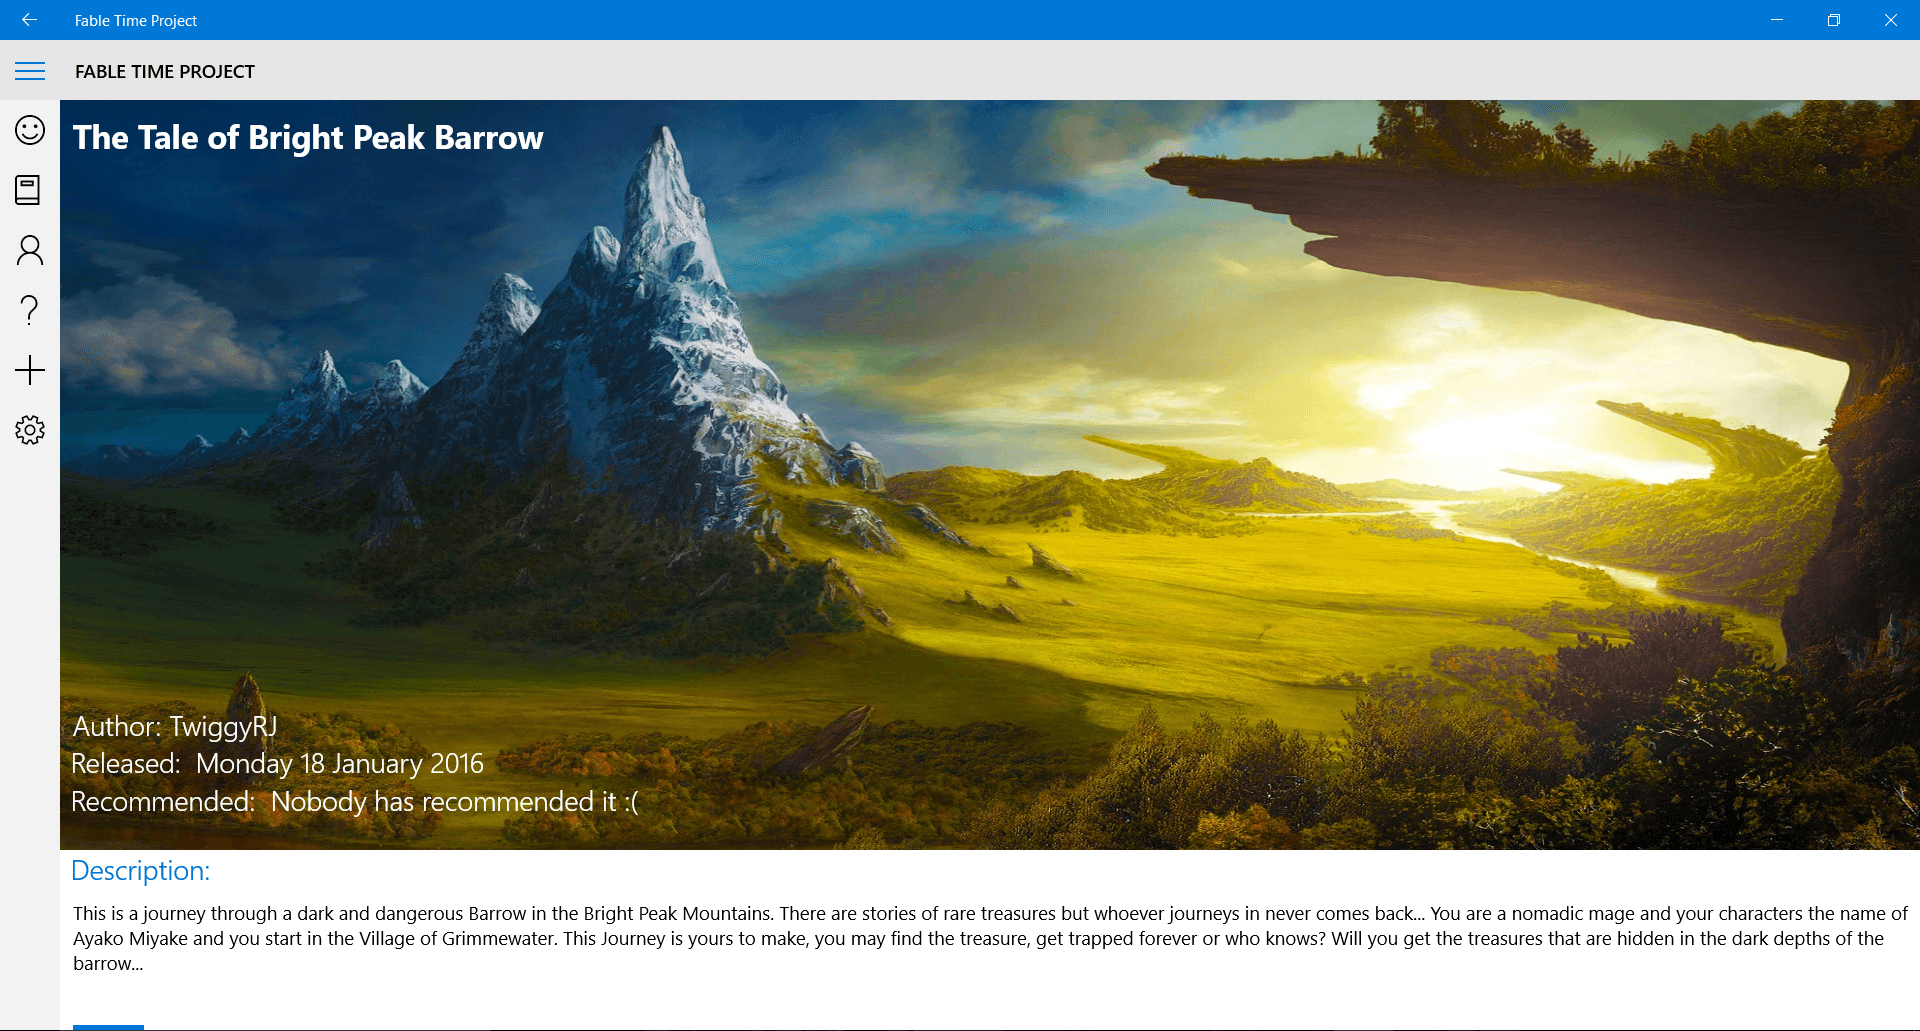 Fable Time Project
FABLE TIME PROJECT
The Tale of Bright Peak Barrow
Author: TwiggyRJ
Released:  Monday 18 January 2016
Recommended:  Nobody has recommended it :(
Description:
This is a journey through a dark and dangerous Barrow in the Bright Peak Mountains. There are stories of rare treasures but whoever journeys in never comes back... You are a nomadic mage and your characters the name of
Ayako Miyake and you start in the Village of Grimmewater. This Journey is yours to make, you may find the treasure, get trapped forever or who knows? Will you get the treasures that are hidden in the dark depths of the
barrow...